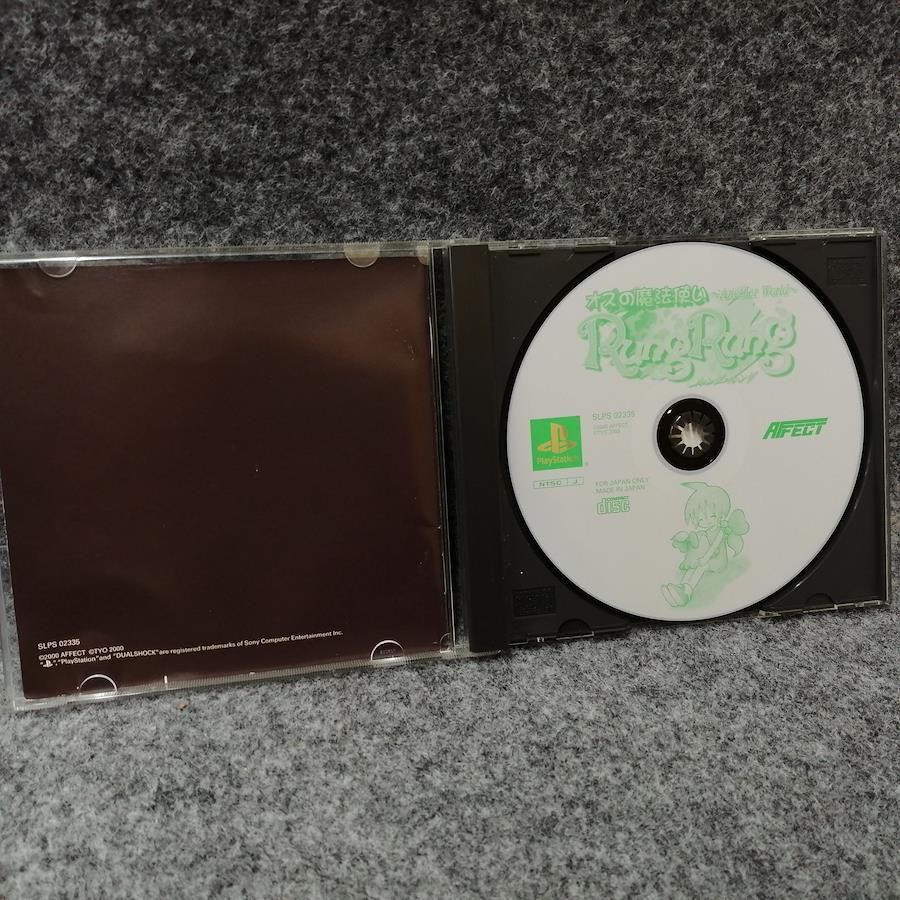 SLPS 02335
©2000 AFFECT ©TYO 2000
"PlayStation" and "DUALSHOCK" are registered trademarks of Sony Computer Entertainment Inc.
オズの魔法使い ~Another World~
RungRung
SLPS 02335
©2000 AFFECT
©TYO 2000
AFFECT
PlayStation
NTSC J
FOR JAPAN ONLY
MADE IN JAPAN
COMPACT
disc